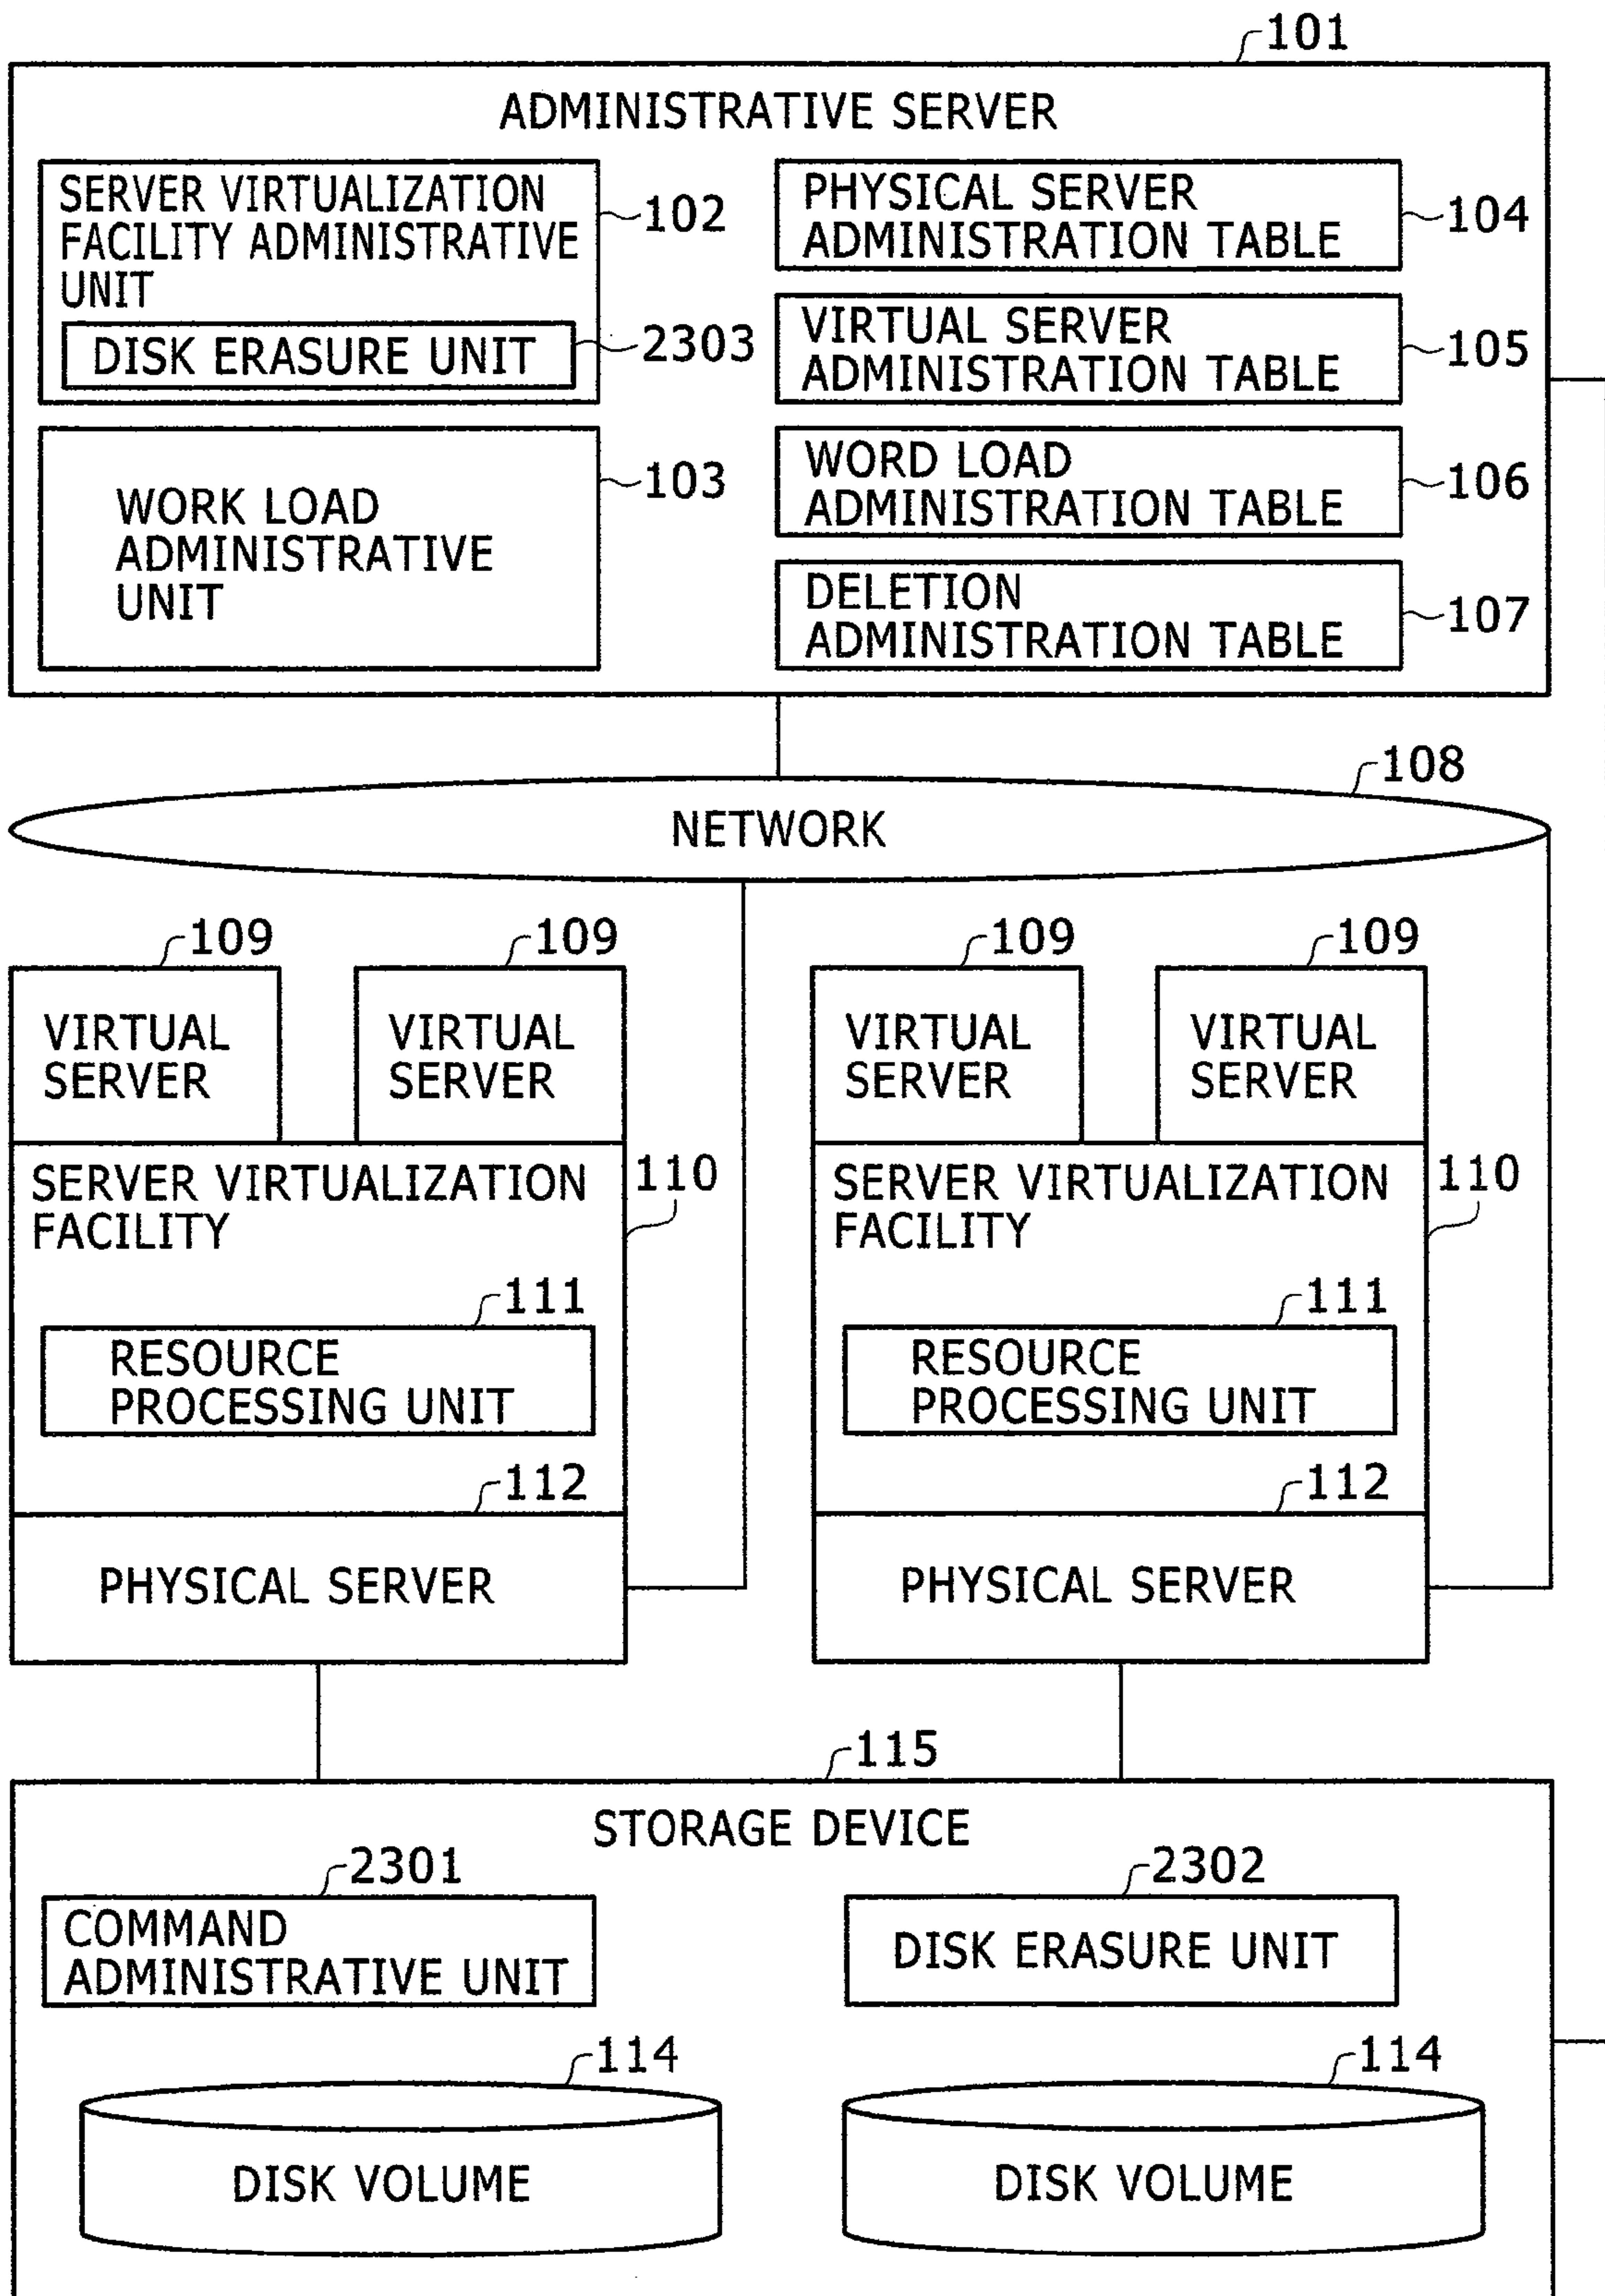 101
ADMINISTRATIVE SERVER
SERVER VIRTUALIZATION
FACILITY ADMINISTRATIVE
UNIT
102
DISK ERASURE UNIT
2303
WORK LOAD
ADMINISTRATIVE
UNIT
103
PHYSICAL SERVER
ADMINISTRATION TABLE
104
VIRTUAL SERVER
ADMINISTRATION TABLE
105
WORD LOAD
ADMINISTRATION TABLE
106
DELETION
ADMINISTRATION TABLE
107
108
NETWORK
109
VIRTUAL
SERVER
109
VIRTUAL
SERVER
SERVER VIRTUALIZATION
FACILITY
110
111
RESOURCE
PROCESSING UNIT
112
PHYSICAL SERVER
109
VIRTUAL
SERVER
109
VIRTUAL
SERVER
SERVER VIRTUALIZATION
FACILITY
110
111
RESOURCE
PROCESSING UNIT
112
PHYSICAL SERVER
115
STORAGE DEVICE
2301
COMMAND
ADMINISTRATIVE UNIT
2302
DISK ERASURE UNIT
114
DISK VOLUME
114
DISK VOLUME